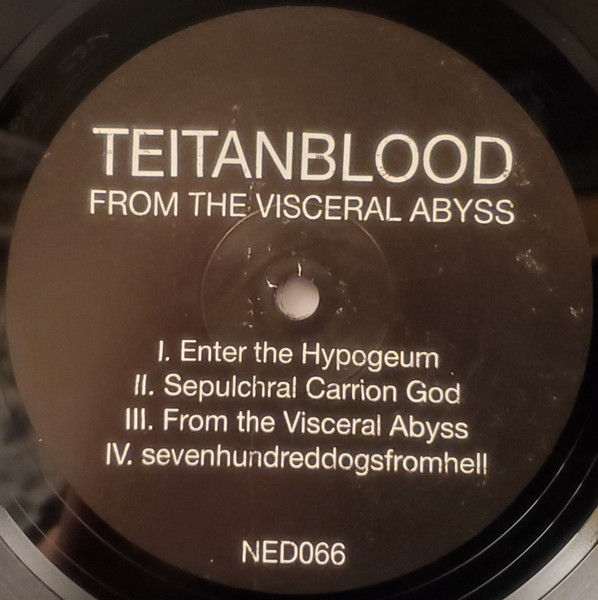 TEITANBLOOD
FROM THE VISCERAL ABYSS
I. Enter the Hypogeum
II. Sepulchral Carrion God
III. From the Visceral Abyss
IV. sevenhundreddogsfromhell
NED066